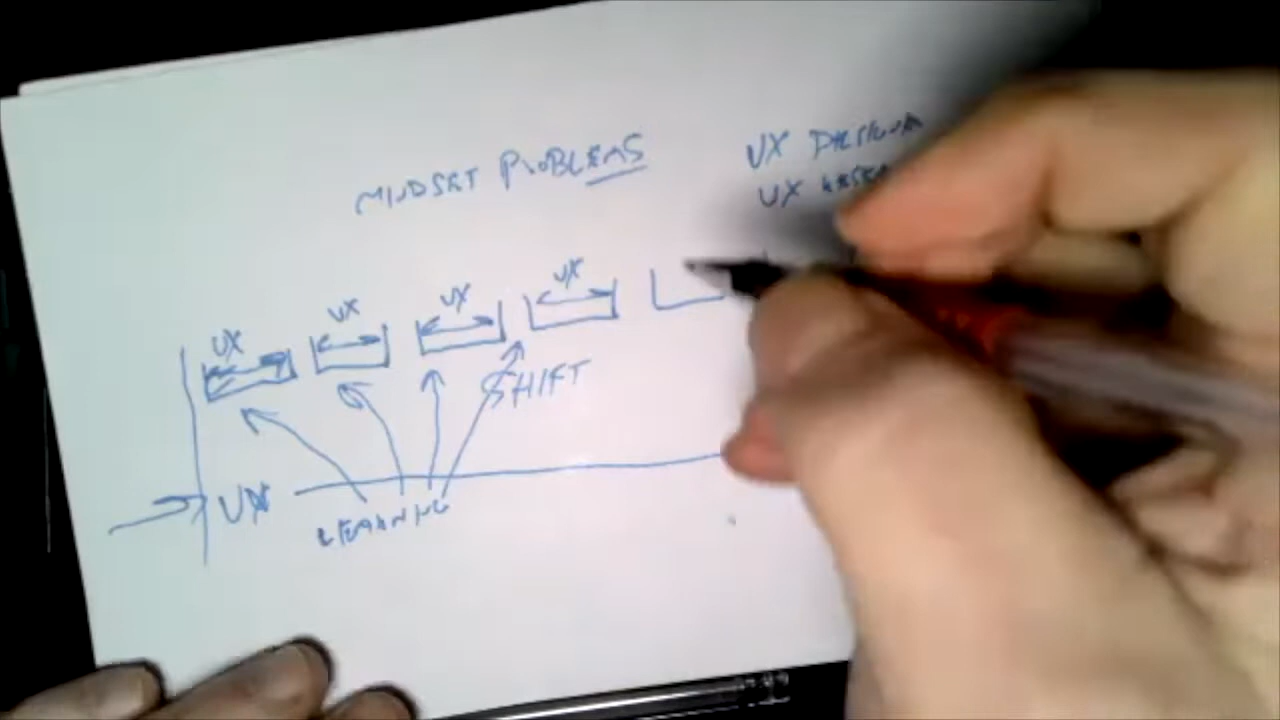 MINDSET PROBLEMS
UX DESIGN
UX
UX UX UX UX
SHIFT
UX
LEARNING